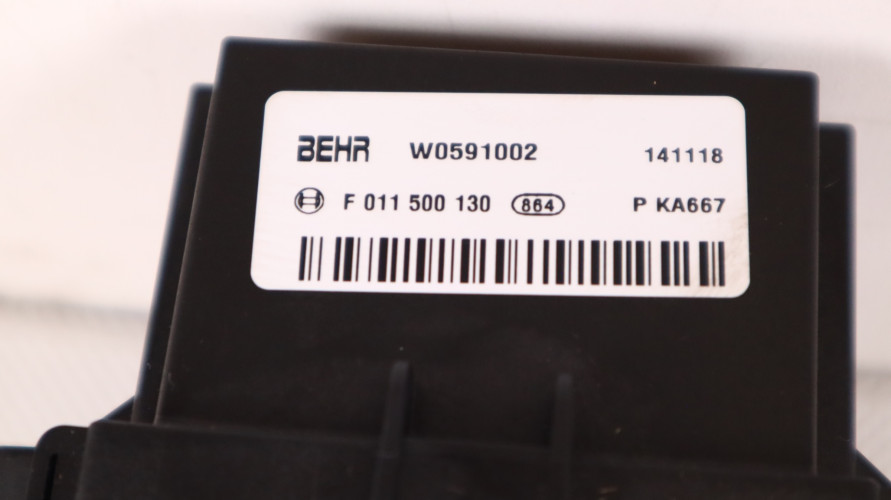 BEHR W0591002 141118
F 011 500 130 864 P KA667